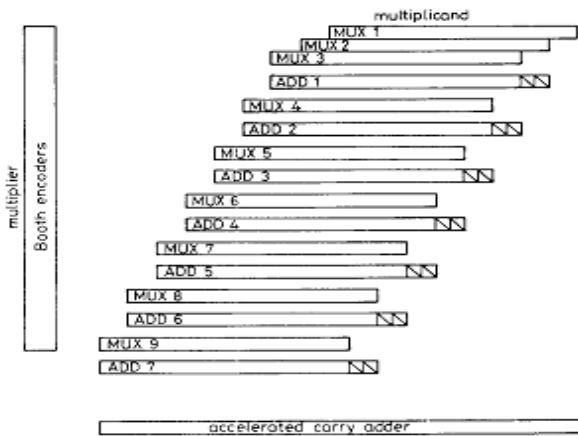 multiplicand
MUX 1
MUX 2
MUX 3
ADD 1
MUX 4
ADD 2
MUX 5
ADD 3
MUX 6
ADD 4
MUX 7
ADD 5
MUX 8
ADD 6
MUX 9
ADD 7
multiplier
Booth encoders
accelerated carry adder